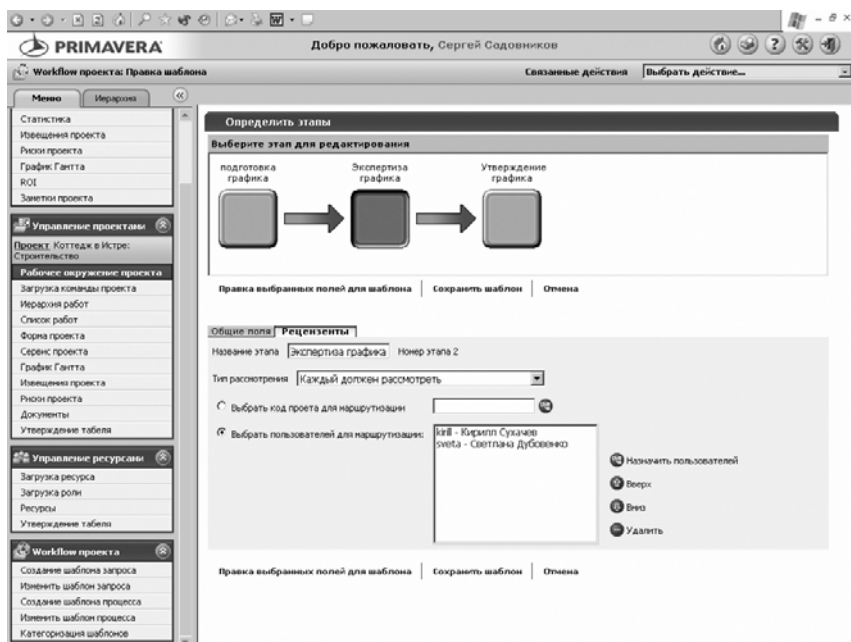 PRIMAVERA
Добро пожаловать, Сергей Садовников
Workflow проекта: Правка шаблона
Связанные действия
Выбрать действие...
Меню
Иерархия
Статистика
Извещения проекта
Риски проекта
График Гантта
ROI
Заметки проекта
Управление проектами
Проект Коттедж в Истре:
Строительство
Рабочее окружение проекта
Загрузка команды проекта
Иерархия работ
Список работ
Форма проекта
Сервис проекта
График Гантта
Извещения проекта
Риски проекта
Документы
Утверждение табеля
Управление ресурсами
Загрузка ресурса
Загрузка роли
Ресурсы
Утверждение табеля
Workflow проекта
Создание шаблона запроса
Изменить шаблон запроса
Создание шаблона процесса
Изменить шаблон процесса
Категоризация шаблонов
Определить этапы
Выберите этап для редактирования
подготовка графика
Экспертиза графика
Утверждение графика
Правка выбранных полей для шаблона
Сохранить шаблон
Отмена
Общие поля
Рецензенты
Название этапа Экспертиза графика Номер этапа 2
Тип рассмотрения Каждый должен рассмотреть
Выбрать код проета для маршрутизации
Выбрать пользователей для маршрутизации:
kirill - Кирилл Сухачев
sveta - Светлана Дубовенко
Назначить пользователей
Вверх
Вниз
Удалить
Правка выбранных полей для шаблона
Сохранить шаблон
Отмена